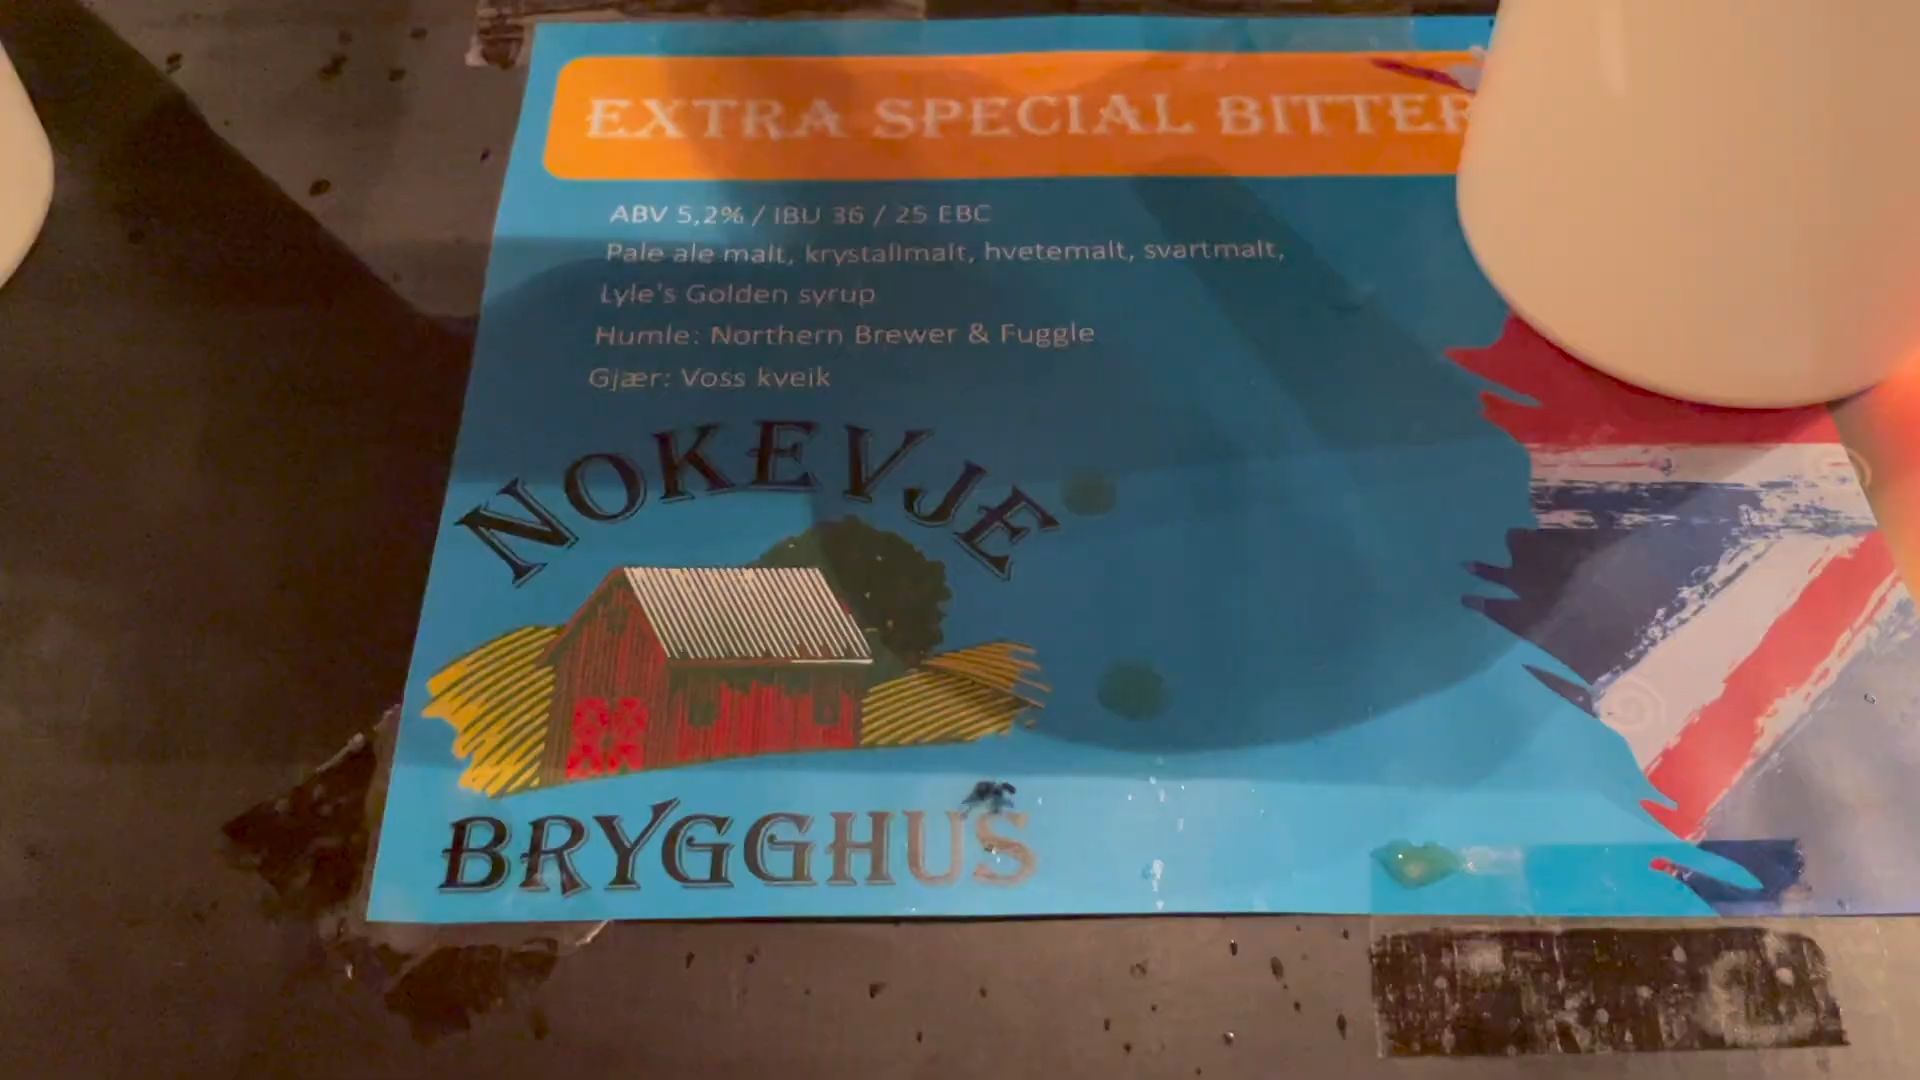 EXTRA SPECIAL BITTER
ABV 5,2% / IBU 36 / 25 EBC
Pale ale malt, krystallmalt, hvetemalt, svartmalt,
Lyle's Golden syrup
Humle: Northern Brewer & Fuggle
Gjær: Voss kveik
NOKEVJE
BRYGGHUS